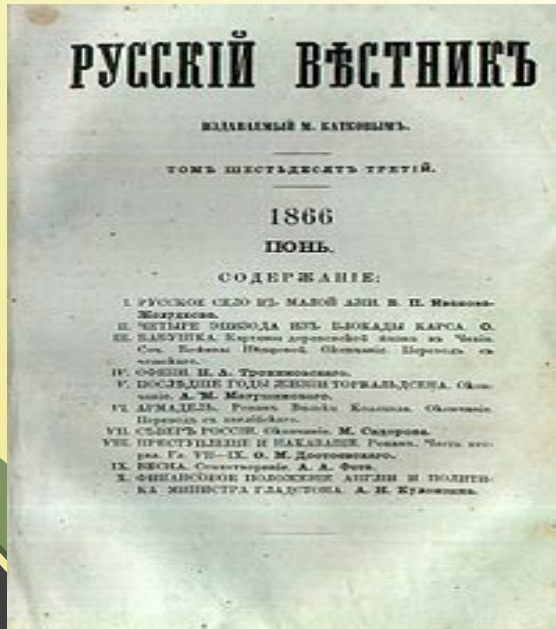 РУССКІЙ ВѢСТНИКЪ
ИЗДАВАЕМЫЙ М. КАТКОВЫМЪ.
ТОМЪ ШЕСТЬДЕСЯТЪ ТРЕТІЙ.
1866
ІЮНЬ.
СОДЕРЖАНІЕ:
I. РУССКОЕ СЕЛО ВЪ МАЛОЙ АЗІИ. В. П. Иванова-
Желудкова.
II. ЧЕТЫРЕ ЭПИЗОДА ИЗЪ БЛОКАДЫ КАРСА. О.
III. БАБУШКА. Картины деревенской жизни въ Чехіи.
Соч. Божены Нѣмцовой. Окончаніе. Переводъ съ
чешскаго.
IV. ОФЕНИ. Н. А.
V. ПОСЛѢДНІЕ ГОДЫ ЖИЗНИ ТОРВАЛЬДСЕНА. Окон-
чаніе. А. М. Матушинскаго.
VI. АРМАДЕЛЬ. Романъ Вильки Коллинза. Окончаніе.
Переводъ съ англійскаго.
VII. СѢВЕРЪ РОССІИ. Окончаніе. М. Сидорова.
VIII. ПРЕСТУПЛЕНІЕ И НАКАЗАНІЕ. Романъ. Часть вто-
рая. Гл. VII—IX. Ѳ. М. Достоевскаго.
IX. ВЕСНА. Стихотвореніе. А. А. Фета.
X. ФИНАНСОВОЕ ПОЛОЖЕНІЕ АНГЛІИ И ПОЛИТИ-
КА МИНИСТРА ГЛАДСТОНА. А. Н. Куломзина.